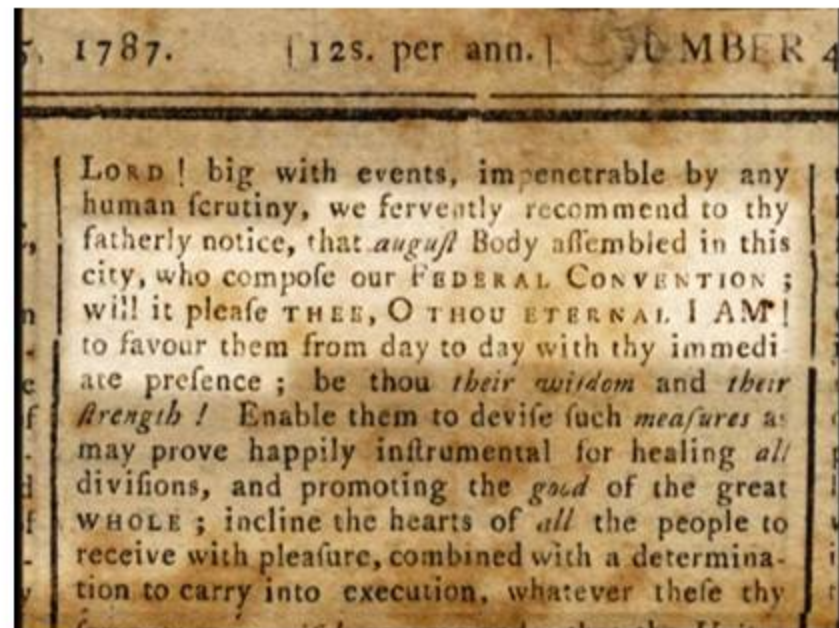 1787. [12s. per ann.] UMBER 4
LORD! big with events, impenetrable by any
human ſcrutiny, we fervently recommend to thy
fatherly notice, that auguſt Body aſſembled in this
city, who compoſe our FEDERAL CONVENTION;
will it pleaſe THEE, O THOU ETERNAL I AM!
to favour them from day to day with thy immedi-
ate preſence; be thou their wiſdom and their
ſtrength! Enable them to deviſe ſuch meaſures as
may prove happily inſtrumental for healing all
diviſions, and promoting the good of the great
WHOLE; incline the hearts of all the people to
receive with pleaſure, combined with a determina-
tion to carry into execution, whatever theſe thy